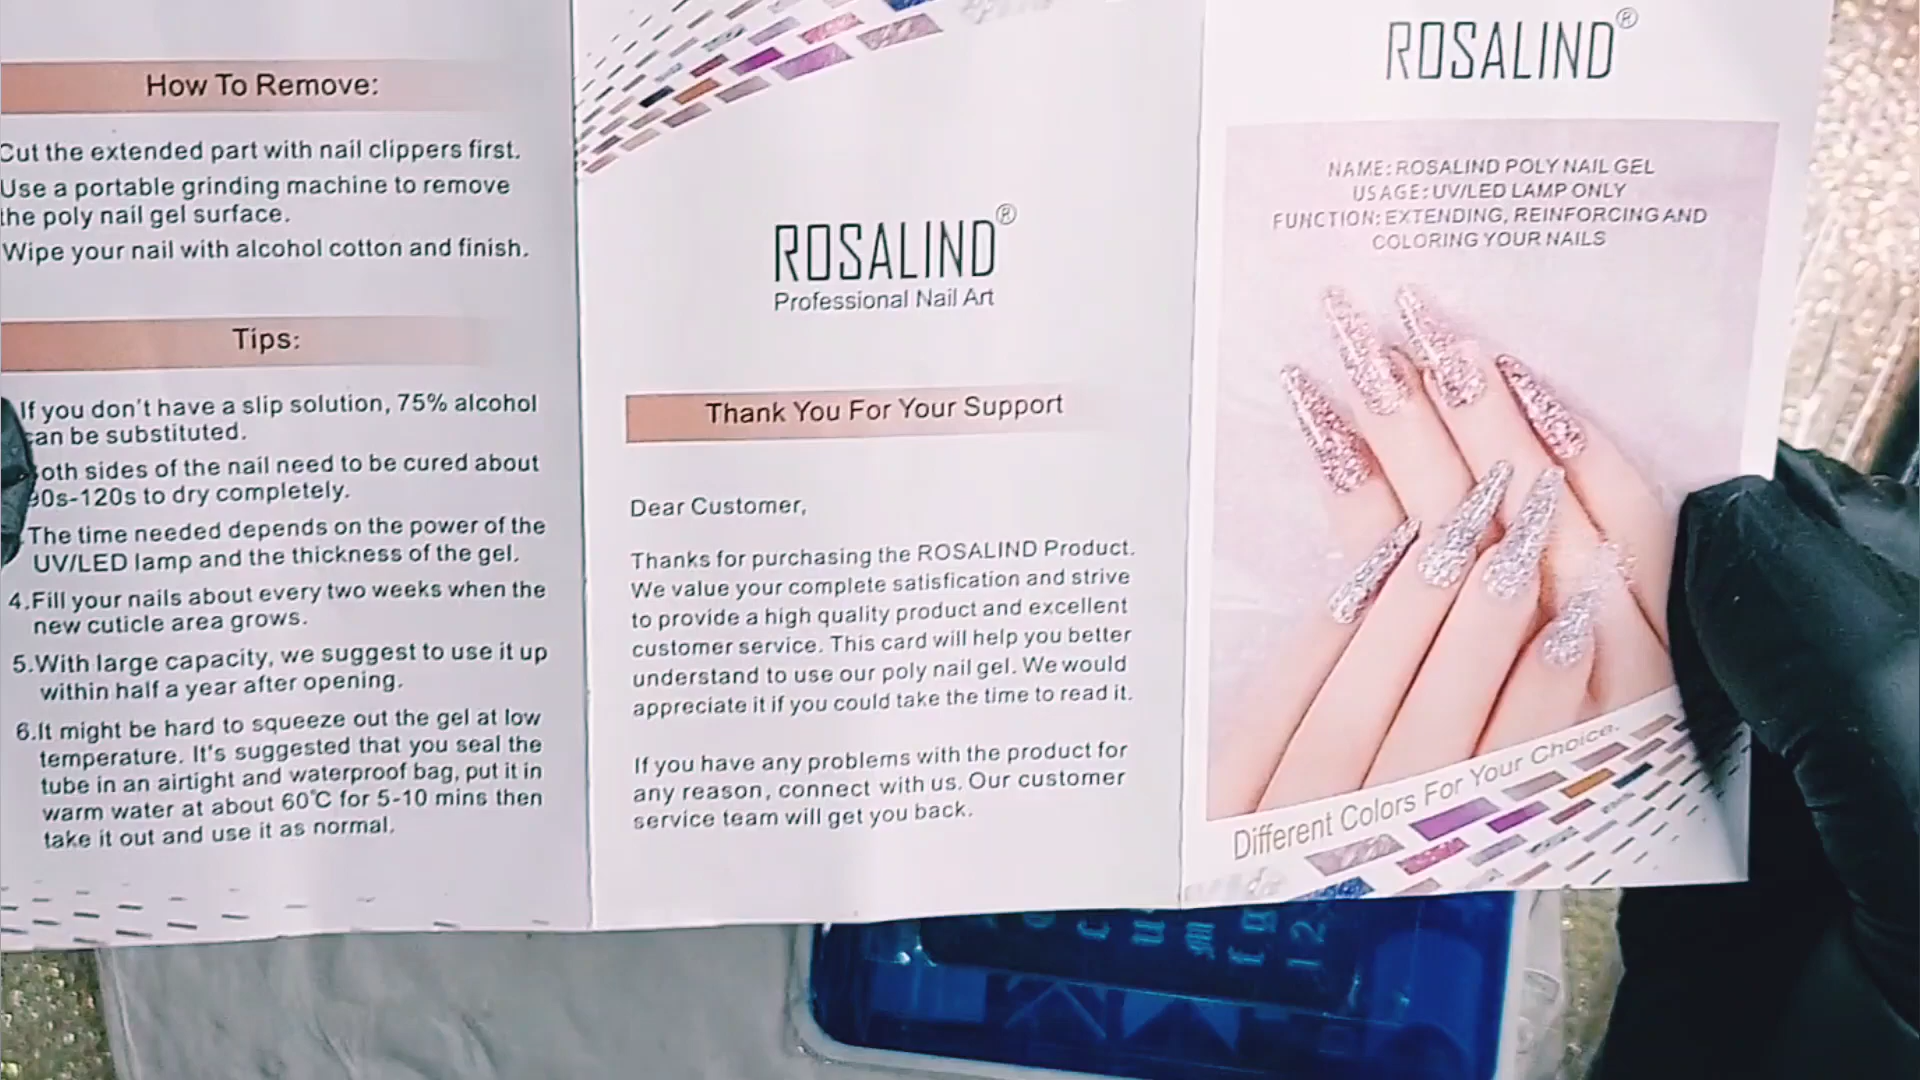 How To Remove:
Cut the extended part with nail clippers first.
Use a portable grinding machine to remove
the poly nail gel surface.
Wipe your nail with alcohol cotton and finish.
Tips:
If you don't have a slip solution, 75% alcohol
can be substituted.
oth sides of the nail need to be cured about
90s-120s to dry completely.
The time needed depends on the power of the
UV/LED lamp and the thickness of the gel.
4.Fill your nails about every two weeks when the
new cuticle area grows.
5.With large capacity, we suggest to use it up
within half a year after opening.
6.It might be hard to squeeze out the gel at low
temperature. It's suggested that you seal the
tube in an airtight and waterproof bag, put it in
warm water at about 60℃ for 5-10 mins then
take it out and use it as normal.
ROSALIND®
Professional Nail Art
Thank You For Your Support
Dear Customer,
Thanks for purchasing the ROSALIND Product.
We value your complete satisfication and strive
to provide a high quality product and excellent
customer service. This card will help you better
understand to use our poly nail gel. We would
appreciate it if you could take the time to read it.
If you have any problems with the product for
any reason, connect with us. Our customer
service team will get you back.
ROSALIND®
NAME: ROSALIND POLY NAIL GEL
USAGE: UV/LED LAMP ONLY
FUNCTION: EXTENDING, REINFORCING AND
COLORING YOUR NAILS
Different Colors For Your Choice.